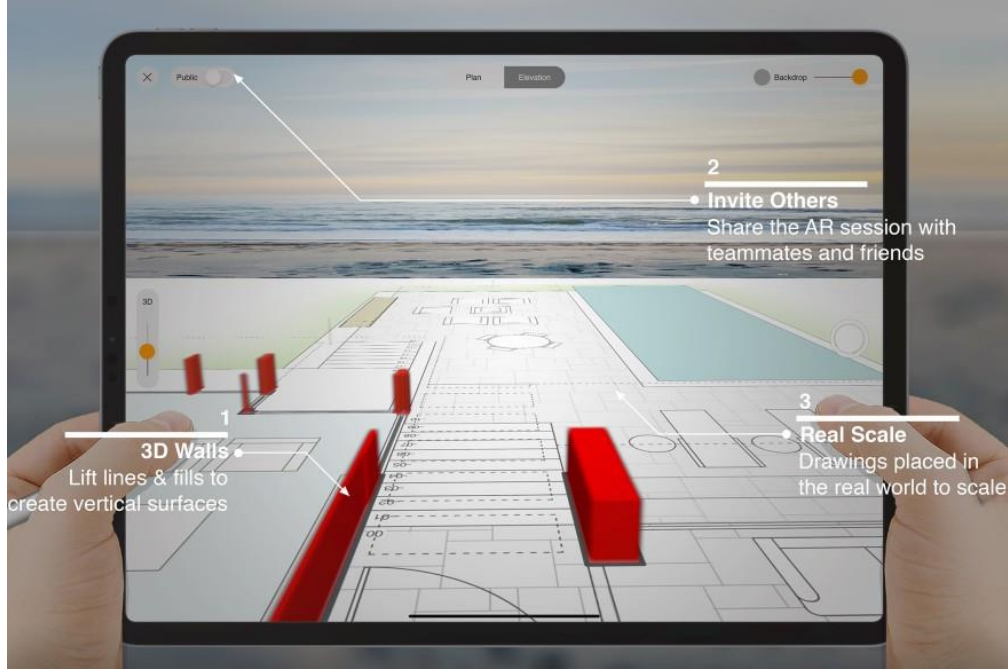 Public
Plan
Elevation
Backdrop
2
Invite Others
Share the AR session with
teammates and friends
3D
1
3D Walls
Lift lines & fills to
create vertical surfaces
3
Real Scale
Drawings placed in
the real world to scale
00